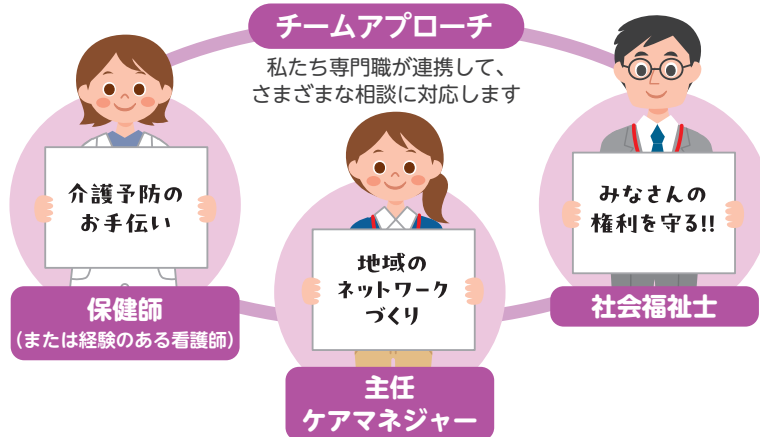 チームアプローチ
私たち専門職が連携して、
さまざまな相談に対応します
介護予防の
お手伝い
保健師
(または経験のある看護師)
地域の
ネットワーク
づくり
主任
ケアマネジャー
みなさんの
権利を守る!!
社会福祉士